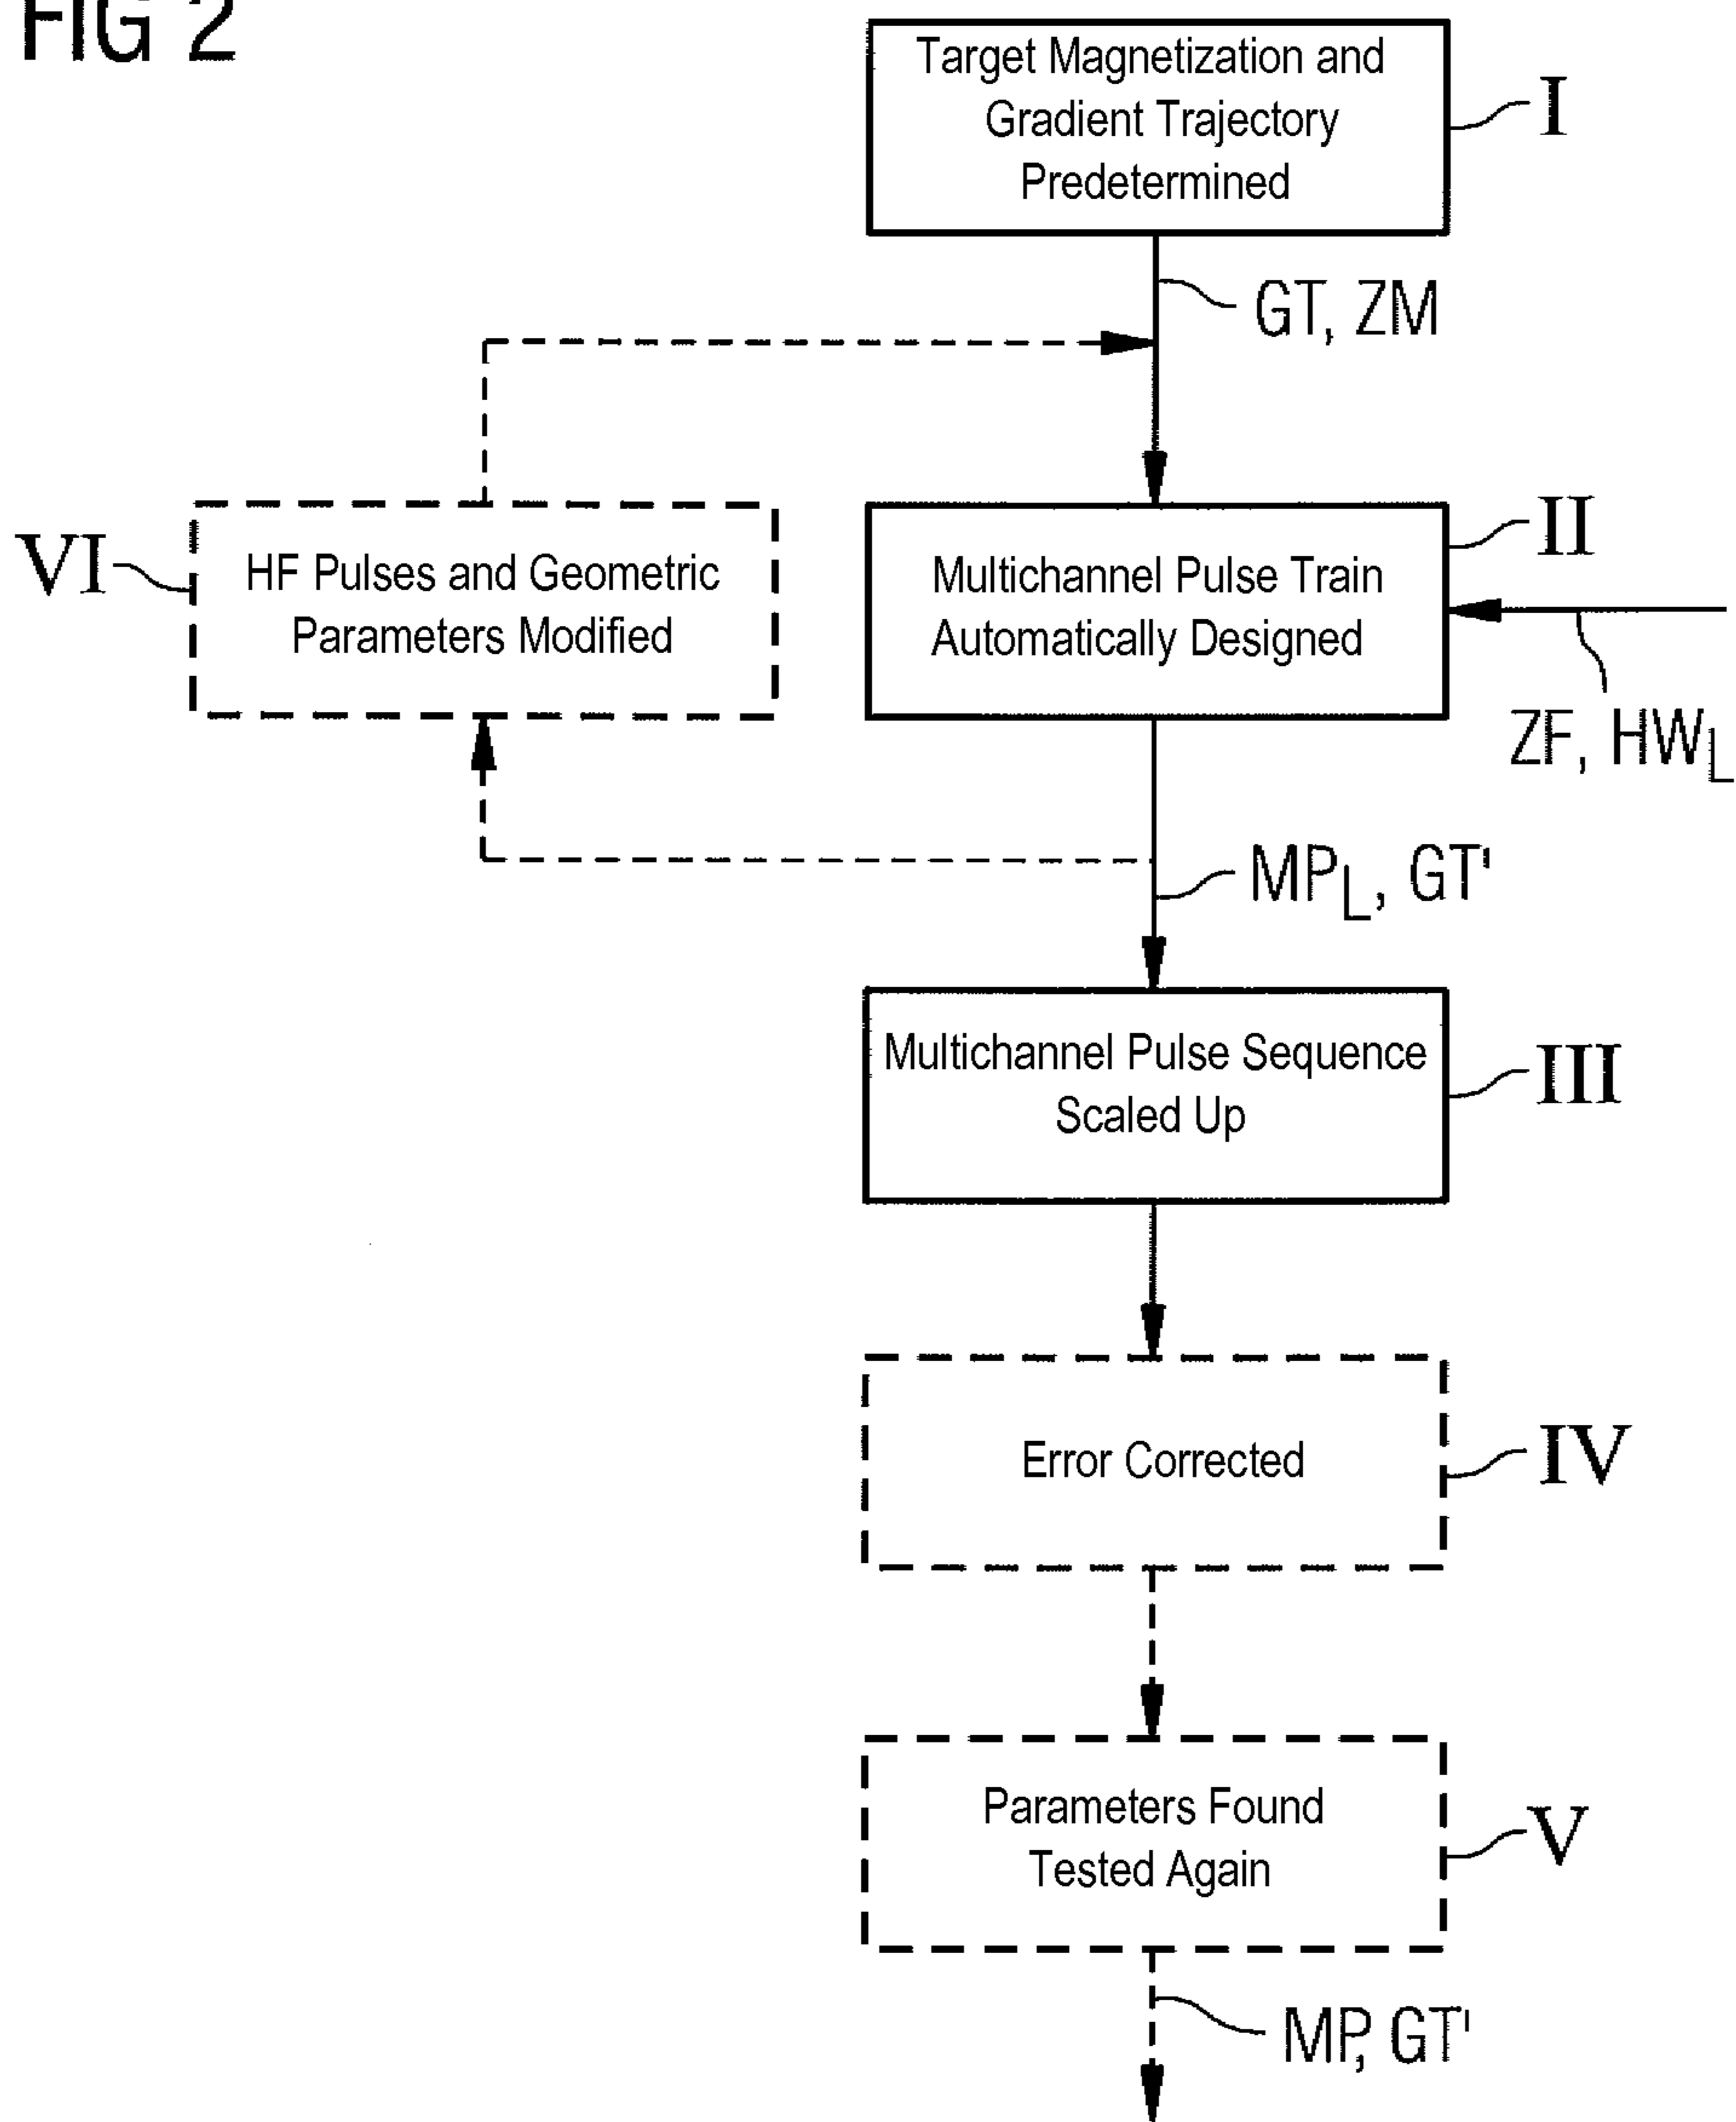 FIG 2
Target Magnetization and
Gradient Trajectory
Predetermined
I
GT, ZM
VI
HF Pulses and Geometric
Parameters Modified
II
Multichannel Pulse Train
Automatically Designed
ZF, HWL
MPL, GT'
Multichannel Pulse Sequence
Scaled Up
III
Error Corrected
IV
Parameters Found
Tested Again
V
MP, GT'